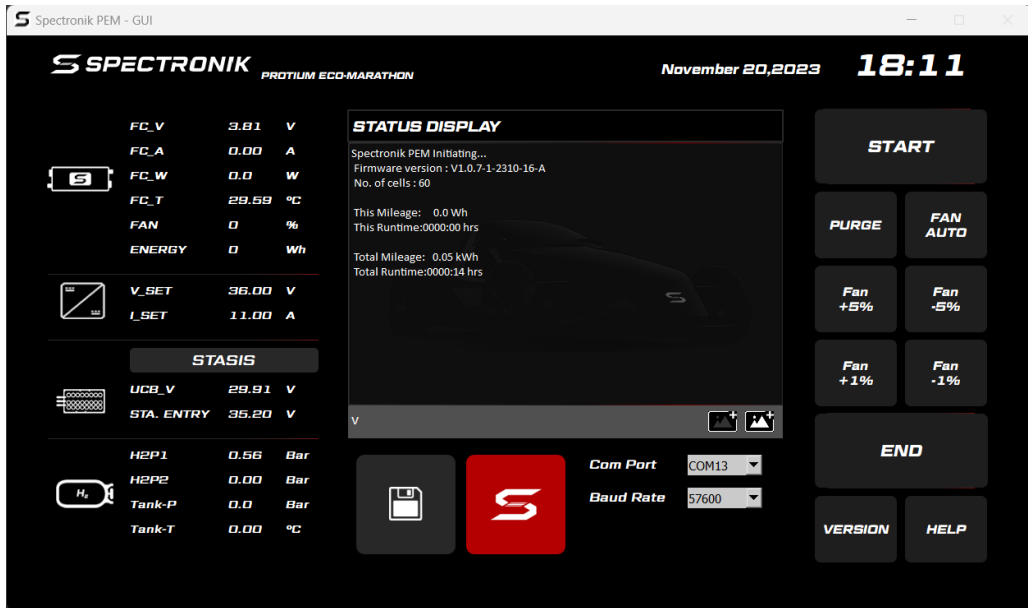 Spectronik PEM - GUI
SPECTRONIK PROTIUM ECO-MARATHON
November 20,2023 18:11
FC_V 3.81 V
FC_A 0.00 A
FC_W 0.0 W
FC_T 29.59 ºC
FAN 0 %
ENERGY 0 Wh
V_SET 36.00 V
I_SET 11.00 A
STASIS
UCB_V 29.91 V
STA. ENTRY 35.20 V
H2P1 0.56 Bar
H2P2 0.00 Bar
Tank-P 0.0 Bar
Tank-T 0.00 ºC
H₂
STATUS DISPLAY
Spectronik PEM Initiating...
Firmware version : V1.0.7-1-2310-16-A
No. of cells : 60
This Mileage: 0.0 Wh
This Runtime:0000:00 hrs
Total Mileage: 0.05 kWh
Total Runtime:0000:14 hrs
V
Com Port COM13
Baud Rate 57600
START
PURGE
FAN
AUTO
Fan
+5%
Fan
-5%
Fan
+1%
Fan
-1%
END
VERSION
HELP